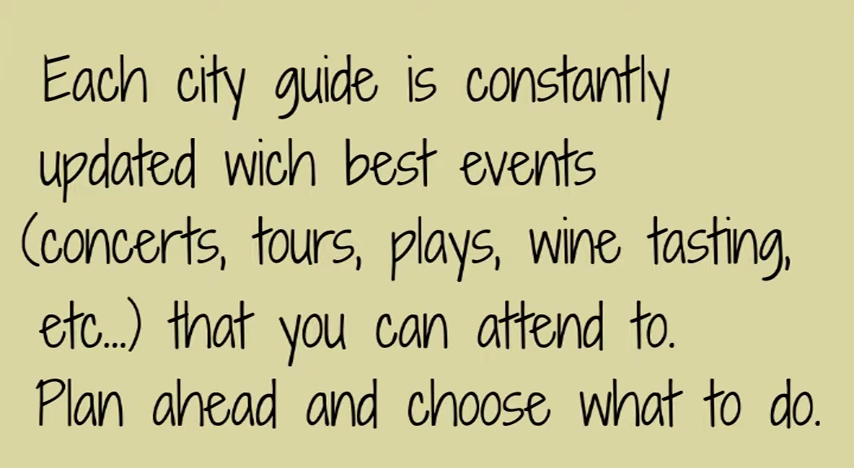 Each city guide is constantly
updated wich best events
(concerts, tours, plays, wine tasting,
etc...) that you can attend to.
Plan ahead and choose what to do.